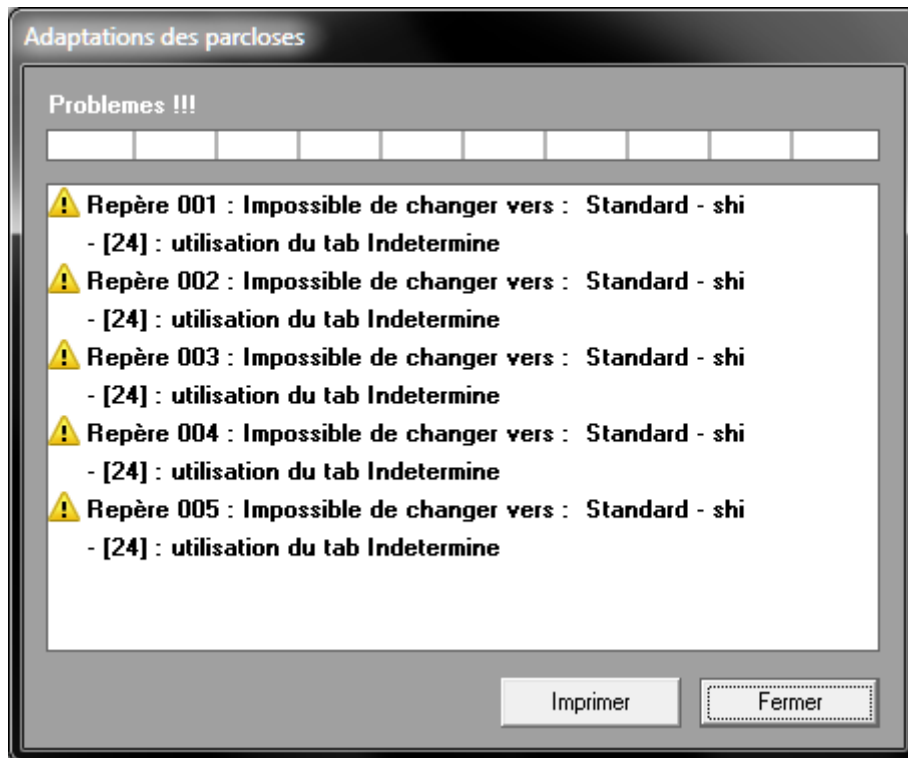 Adaptations des parcloses
Problemes !!!
Repère 001 : Impossible de changer vers : Standard - shi
- [24] : utilisation du tab Indetermine
Repère 002 : Impossible de changer vers : Standard - shi
- [24] : utilisation du tab Indetermine
Repère 003 : Impossible de changer vers : Standard - shi
- [24] : utilisation du tab Indetermine
Repère 004 : Impossible de changer vers : Standard - shi
- [24] : utilisation du tab Indetermine
Repère 005 : Impossible de changer vers : Standard - shi
- [24] : utilisation du tab Indetermine
Imprimer Fermer